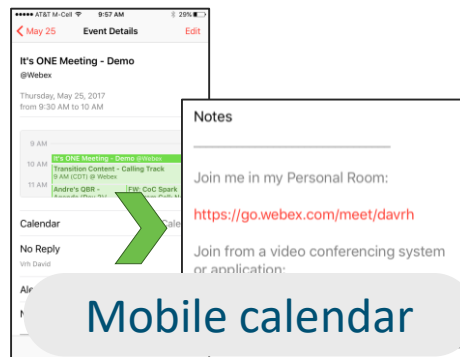 AT&T M-Cell 9:57 AM 29%
May 25 Event Details Edit
It's ONE Meeting - Demo
@Webex
Thursday, May 25, 2017
from 9:30 AM to 10 AM
9 AM
It's ONE Meeting - Demo @Webex
10 AM
Transition Content - Calling Track
9 AM (CDT) @ Webex
11 AM
Andre's QBR - FW: CoC Spark
Calendar
No Reply
Vrh David
Notes
Join me in my Personal Room:
https://go.webex.com/meet/davrh
Join from a video conferencing system
or application:
Mobile calendar